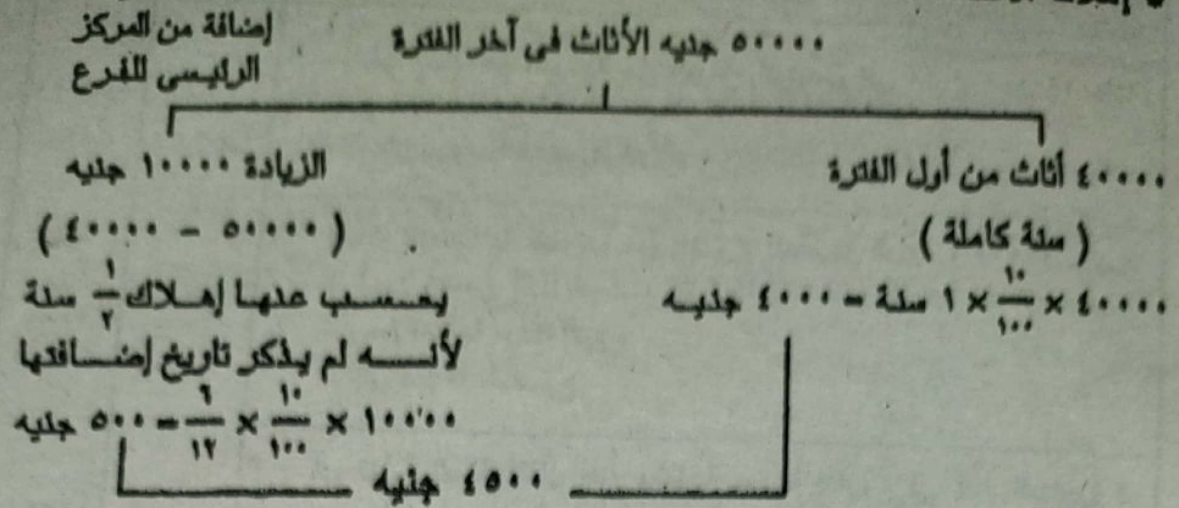 إضافة من المركز
الرئيسى للفرع
٥٠٠٠٠ جنيه الأثاث فى آخر الفترة
٤٠٠٠٠ أثاث من أول الفترة
( سنة كاملة )
٤٠٠٠٠ × ١٠/١٠٠ × ١ سنة = ٤٠٠٠ جنيه
الزيادة ١٠٠٠٠ جنيه
( ٥٠٠٠٠ - ٤٠٠٠٠ )
يحسب عنها إهلاك ١/٢ سنة
لأنه لم يذكر تاريخ إضافتها
١٠٠٠٠ × ١٠/١٠٠ × ٦/١٢ = ٥٠٠ جنيه
٤٥٠٠ جنيه